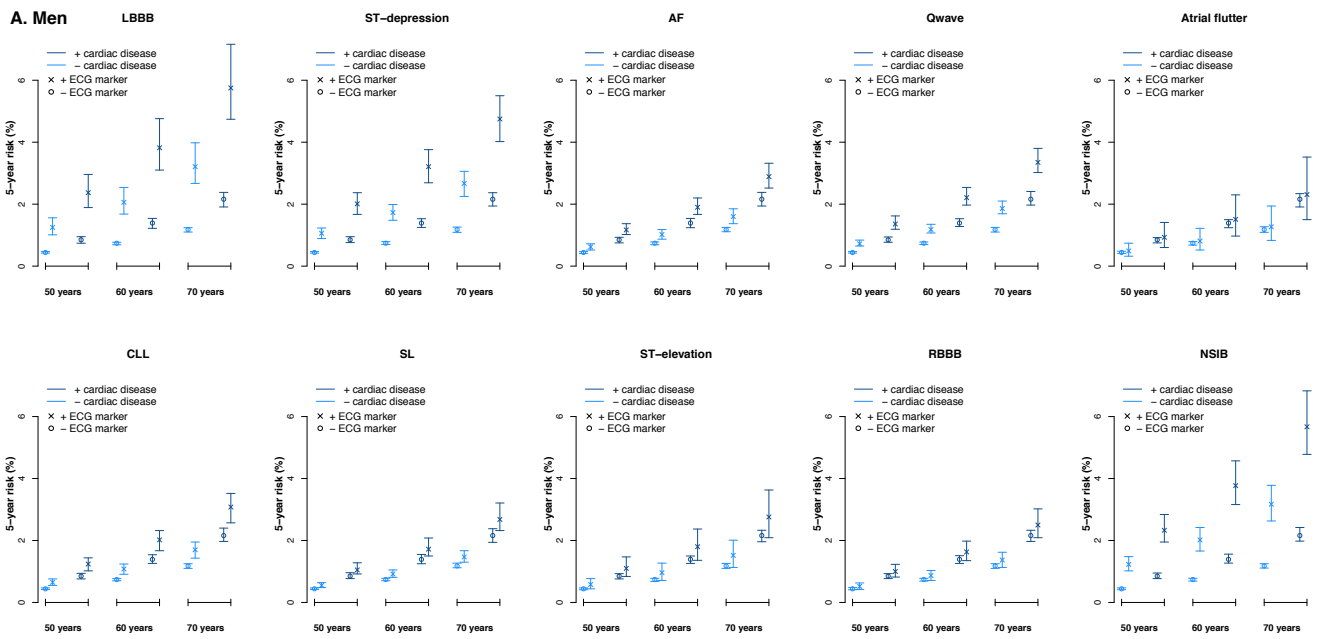 A. Men
LBBB
+ cardiac disease
− cardiac disease
+ ECG marker
− ECG marker
5−year risk (%)
0
2
4
6
50 years
60 years
70 years
ST−depression
+ cardiac disease
− cardiac disease
+ ECG marker
− ECG marker
5−year risk (%)
0
2
4
6
50 years
60 years
70 years
AF
+ cardiac disease
− cardiac disease
+ ECG marker
− ECG marker
5−year risk (%)
0
2
4
6
50 years
60 years
70 years
Qwave
+ cardiac disease
− cardiac disease
+ ECG marker
− ECG marker
5−year risk (%)
0
2
4
6
50 years
60 years
70 years
Atrial flutter
+ cardiac disease
− cardiac disease
+ ECG marker
− ECG marker
5−year risk (%)
0
2
4
6
50 years
60 years
70 years
CLL
+ cardiac disease
− cardiac disease
+ ECG marker
− ECG marker
5−year risk (%)
0
2
4
6
50 years
60 years
70 years
SL
+ cardiac disease
− cardiac disease
+ ECG marker
− ECG marker
5−year risk (%)
0
2
4
6
50 years
60 years
70 years
ST−elevation
+ cardiac disease
− cardiac disease
+ ECG marker
− ECG marker
5−year risk (%)
0
2
4
6
50 years
60 years
70 years
RBBB
+ cardiac disease
− cardiac disease
+ ECG marker
− ECG marker
5−year risk (%)
0
2
4
6
50 years
60 years
70 years
NSIB
+ cardiac disease
− cardiac disease
+ ECG marker
− ECG marker
5−year risk (%)
0
2
4
6
50 years
60 years
70 years